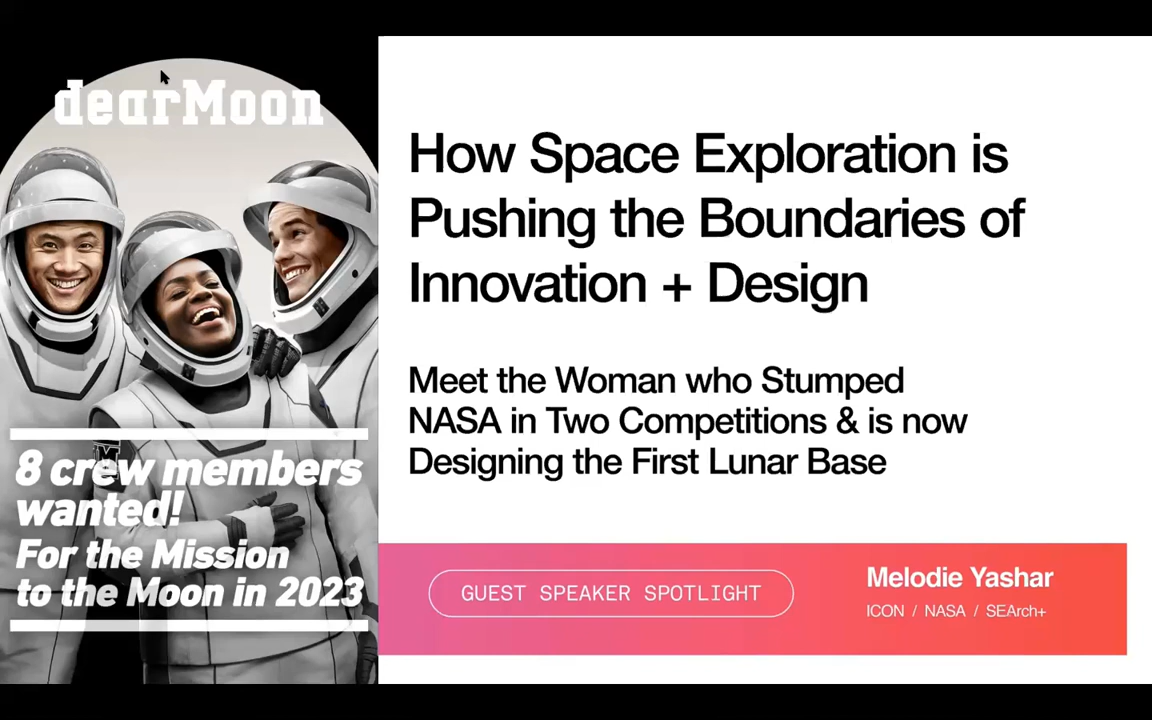 dearMoon
8 crew members
wanted!
For the Mission
to the Moon in 2023
How Space Exploration is
Pushing the Boundaries of
Innovation + Design
Meet the Woman who Stumped
NASA in Two Competitions & is now
Designing the First Lunar Base
GUEST SPEAKER SPOTLIGHT
Melodie Yashar
ICON / NASA / SEArch+